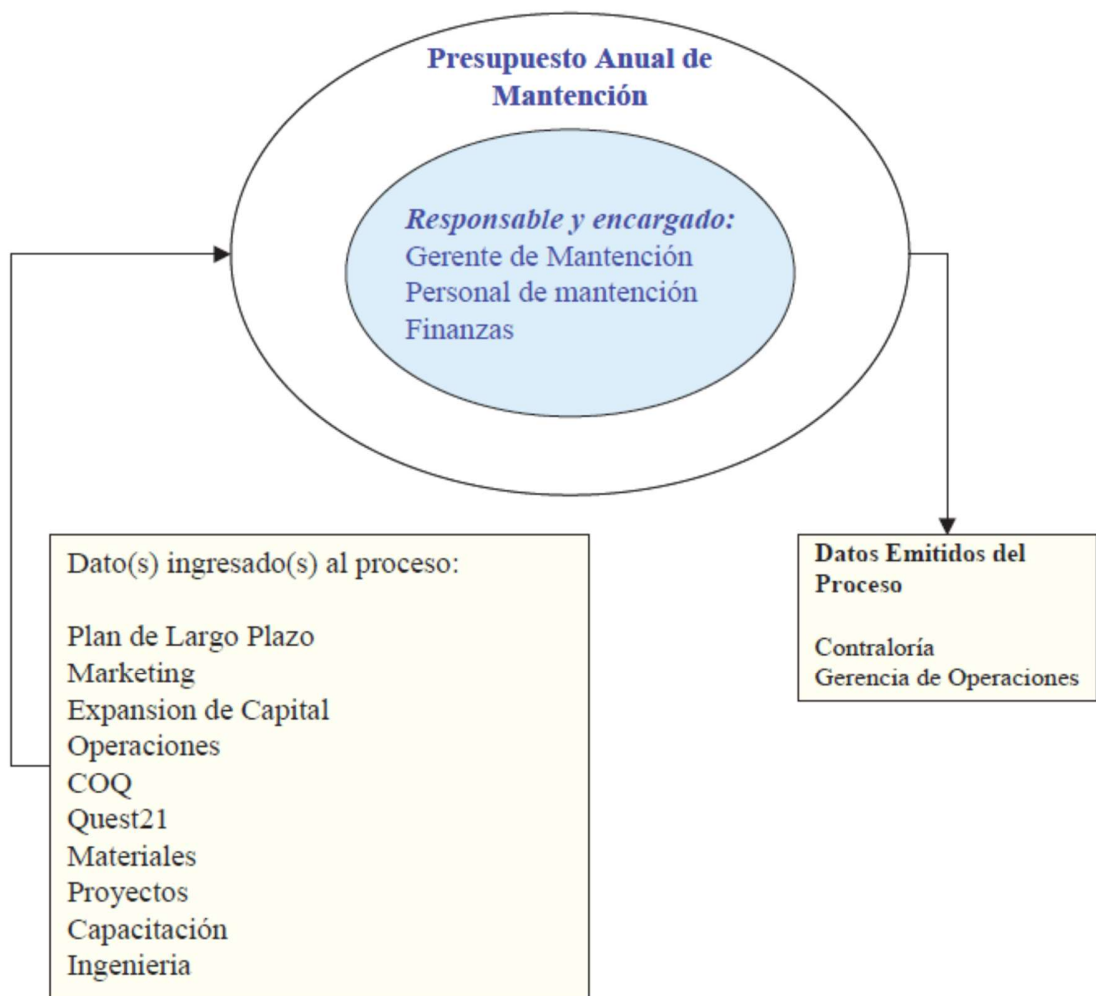 Presupuesto Anual de
Mantención
Responsable y encargado:
Gerente de Mantención
Personal de mantención
Finanzas
Dato(s) ingresado(s) al proceso:
Plan de Largo Plazo
Marketing
Expansion de Capital
Operaciones
COQ
Quest21
Materiales
Proyectos
Capacitación
Ingenieria
Datos Emitidos del
Proceso
Contraloría
Gerencia de Operaciones